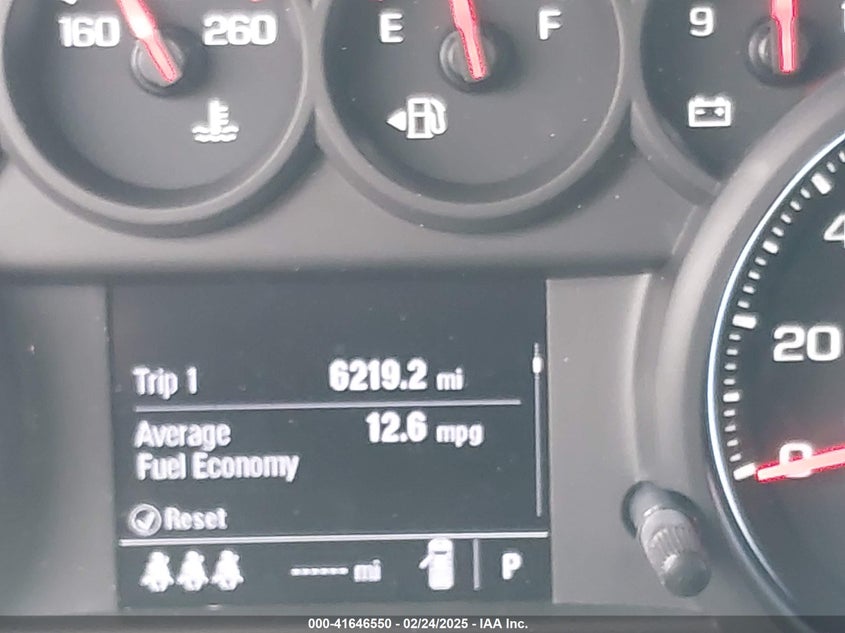 160 260
E F
9
4
20
0
Trip 1 6219.2 mi
Average 12.6 mpg
Fuel Economy
Reset
------ mi P
000-41646550 - 02/24/2025 - IAA Inc.